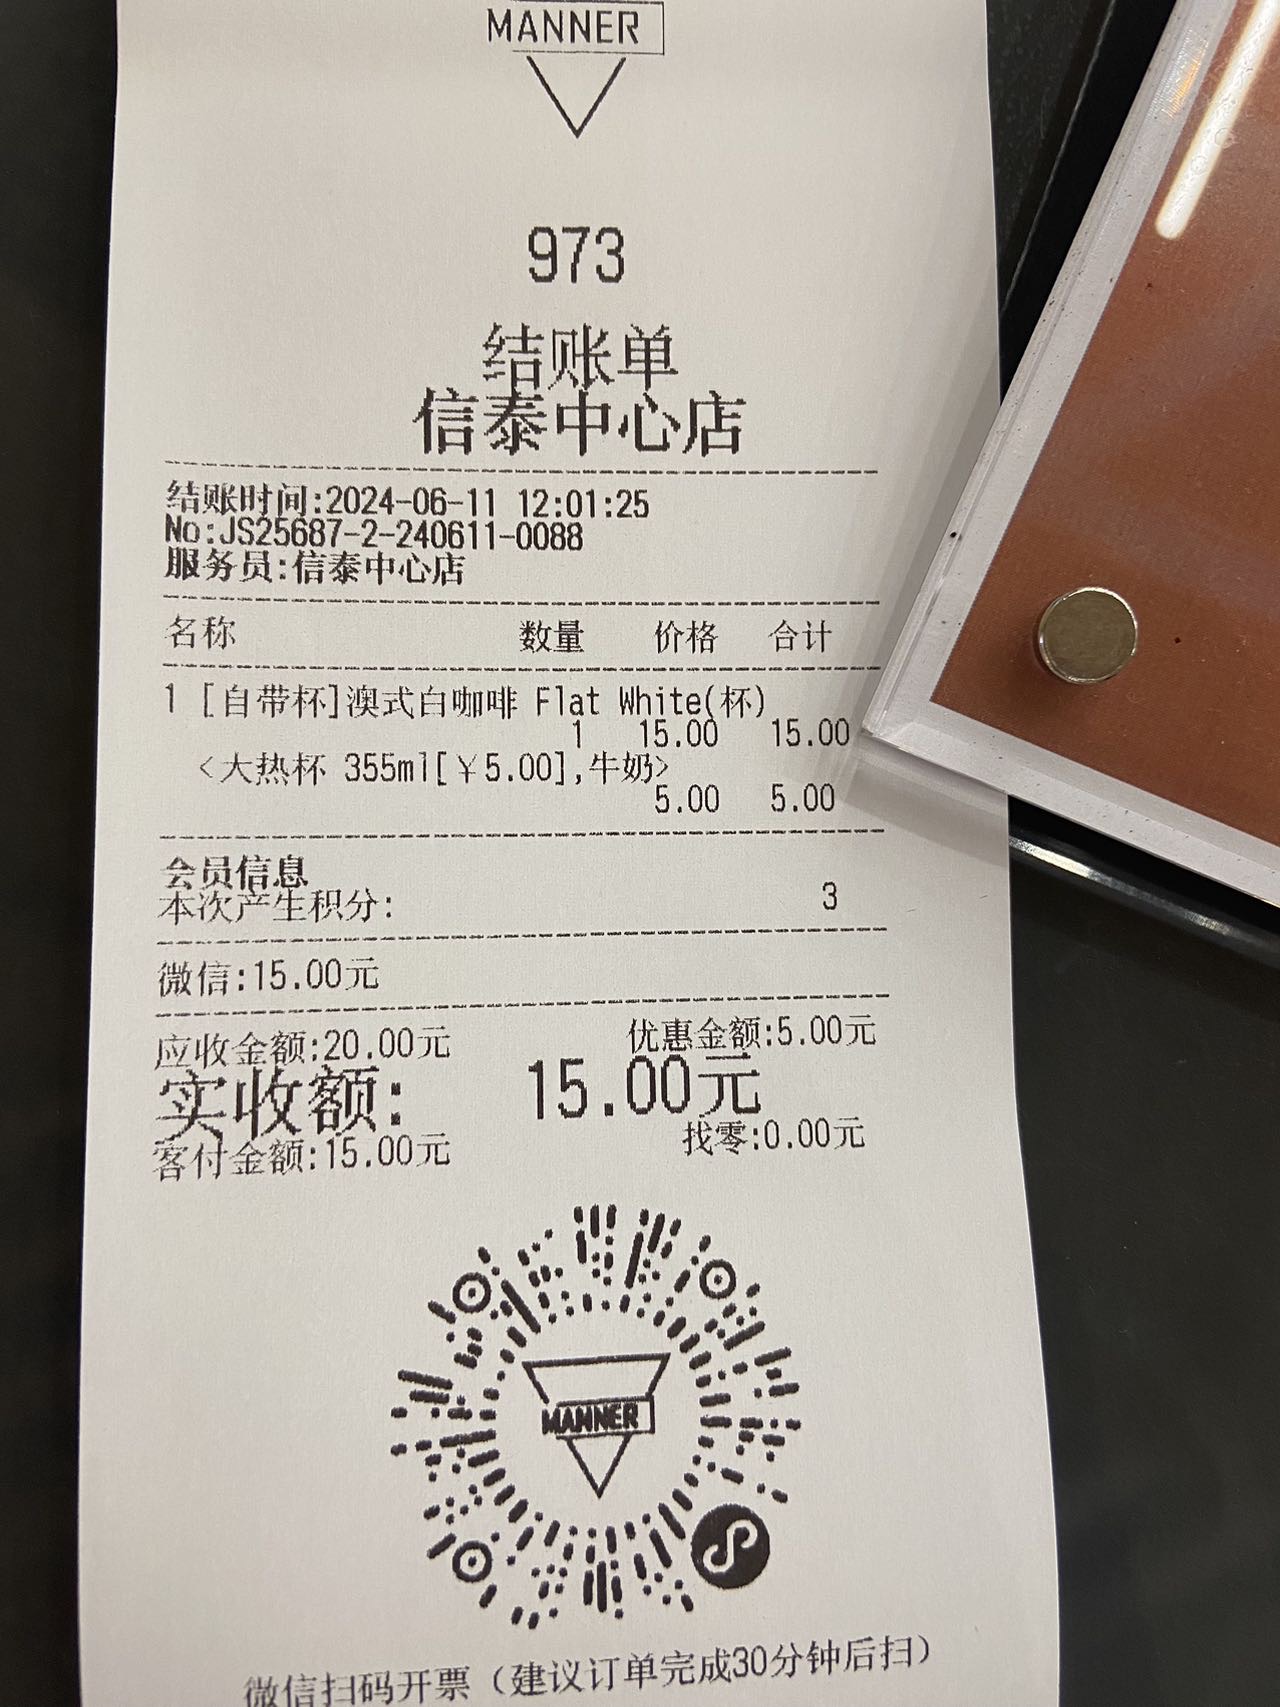 MANNER
973
结账单
信泰中心店
结账时间:2024-06-11 12:01:25
No:JS25687-2-240611-0088
服务员:信泰中心店
名称 数量 价格 合计
1 [自带杯]澳式白咖啡 Flat White(杯)
1 15.00 15.00
<大热杯 355ml[￥5.00],牛奶>
5.00 5.00
会员信息
本次产生积分: 3
微信:15.00元
应收金额:20.00元 优惠金额:5.00元
实收额: 15.00元
客付金额:15.00元 找零:0.00元
MANNER
微信扫码开票（建议订单完成30分钟后扫）